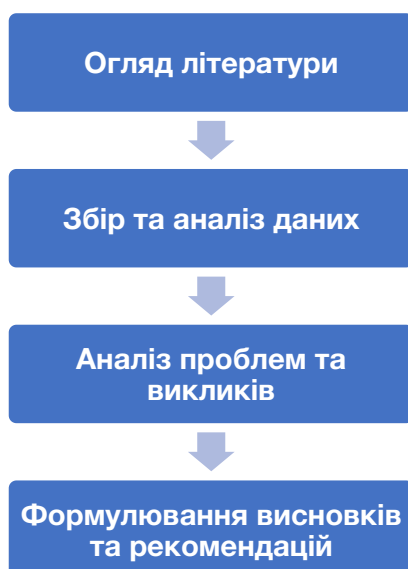 Огляд літератури
Збір та аналіз даних
Аналіз проблем та
викликів
Формулювання висновків
та рекомендацій